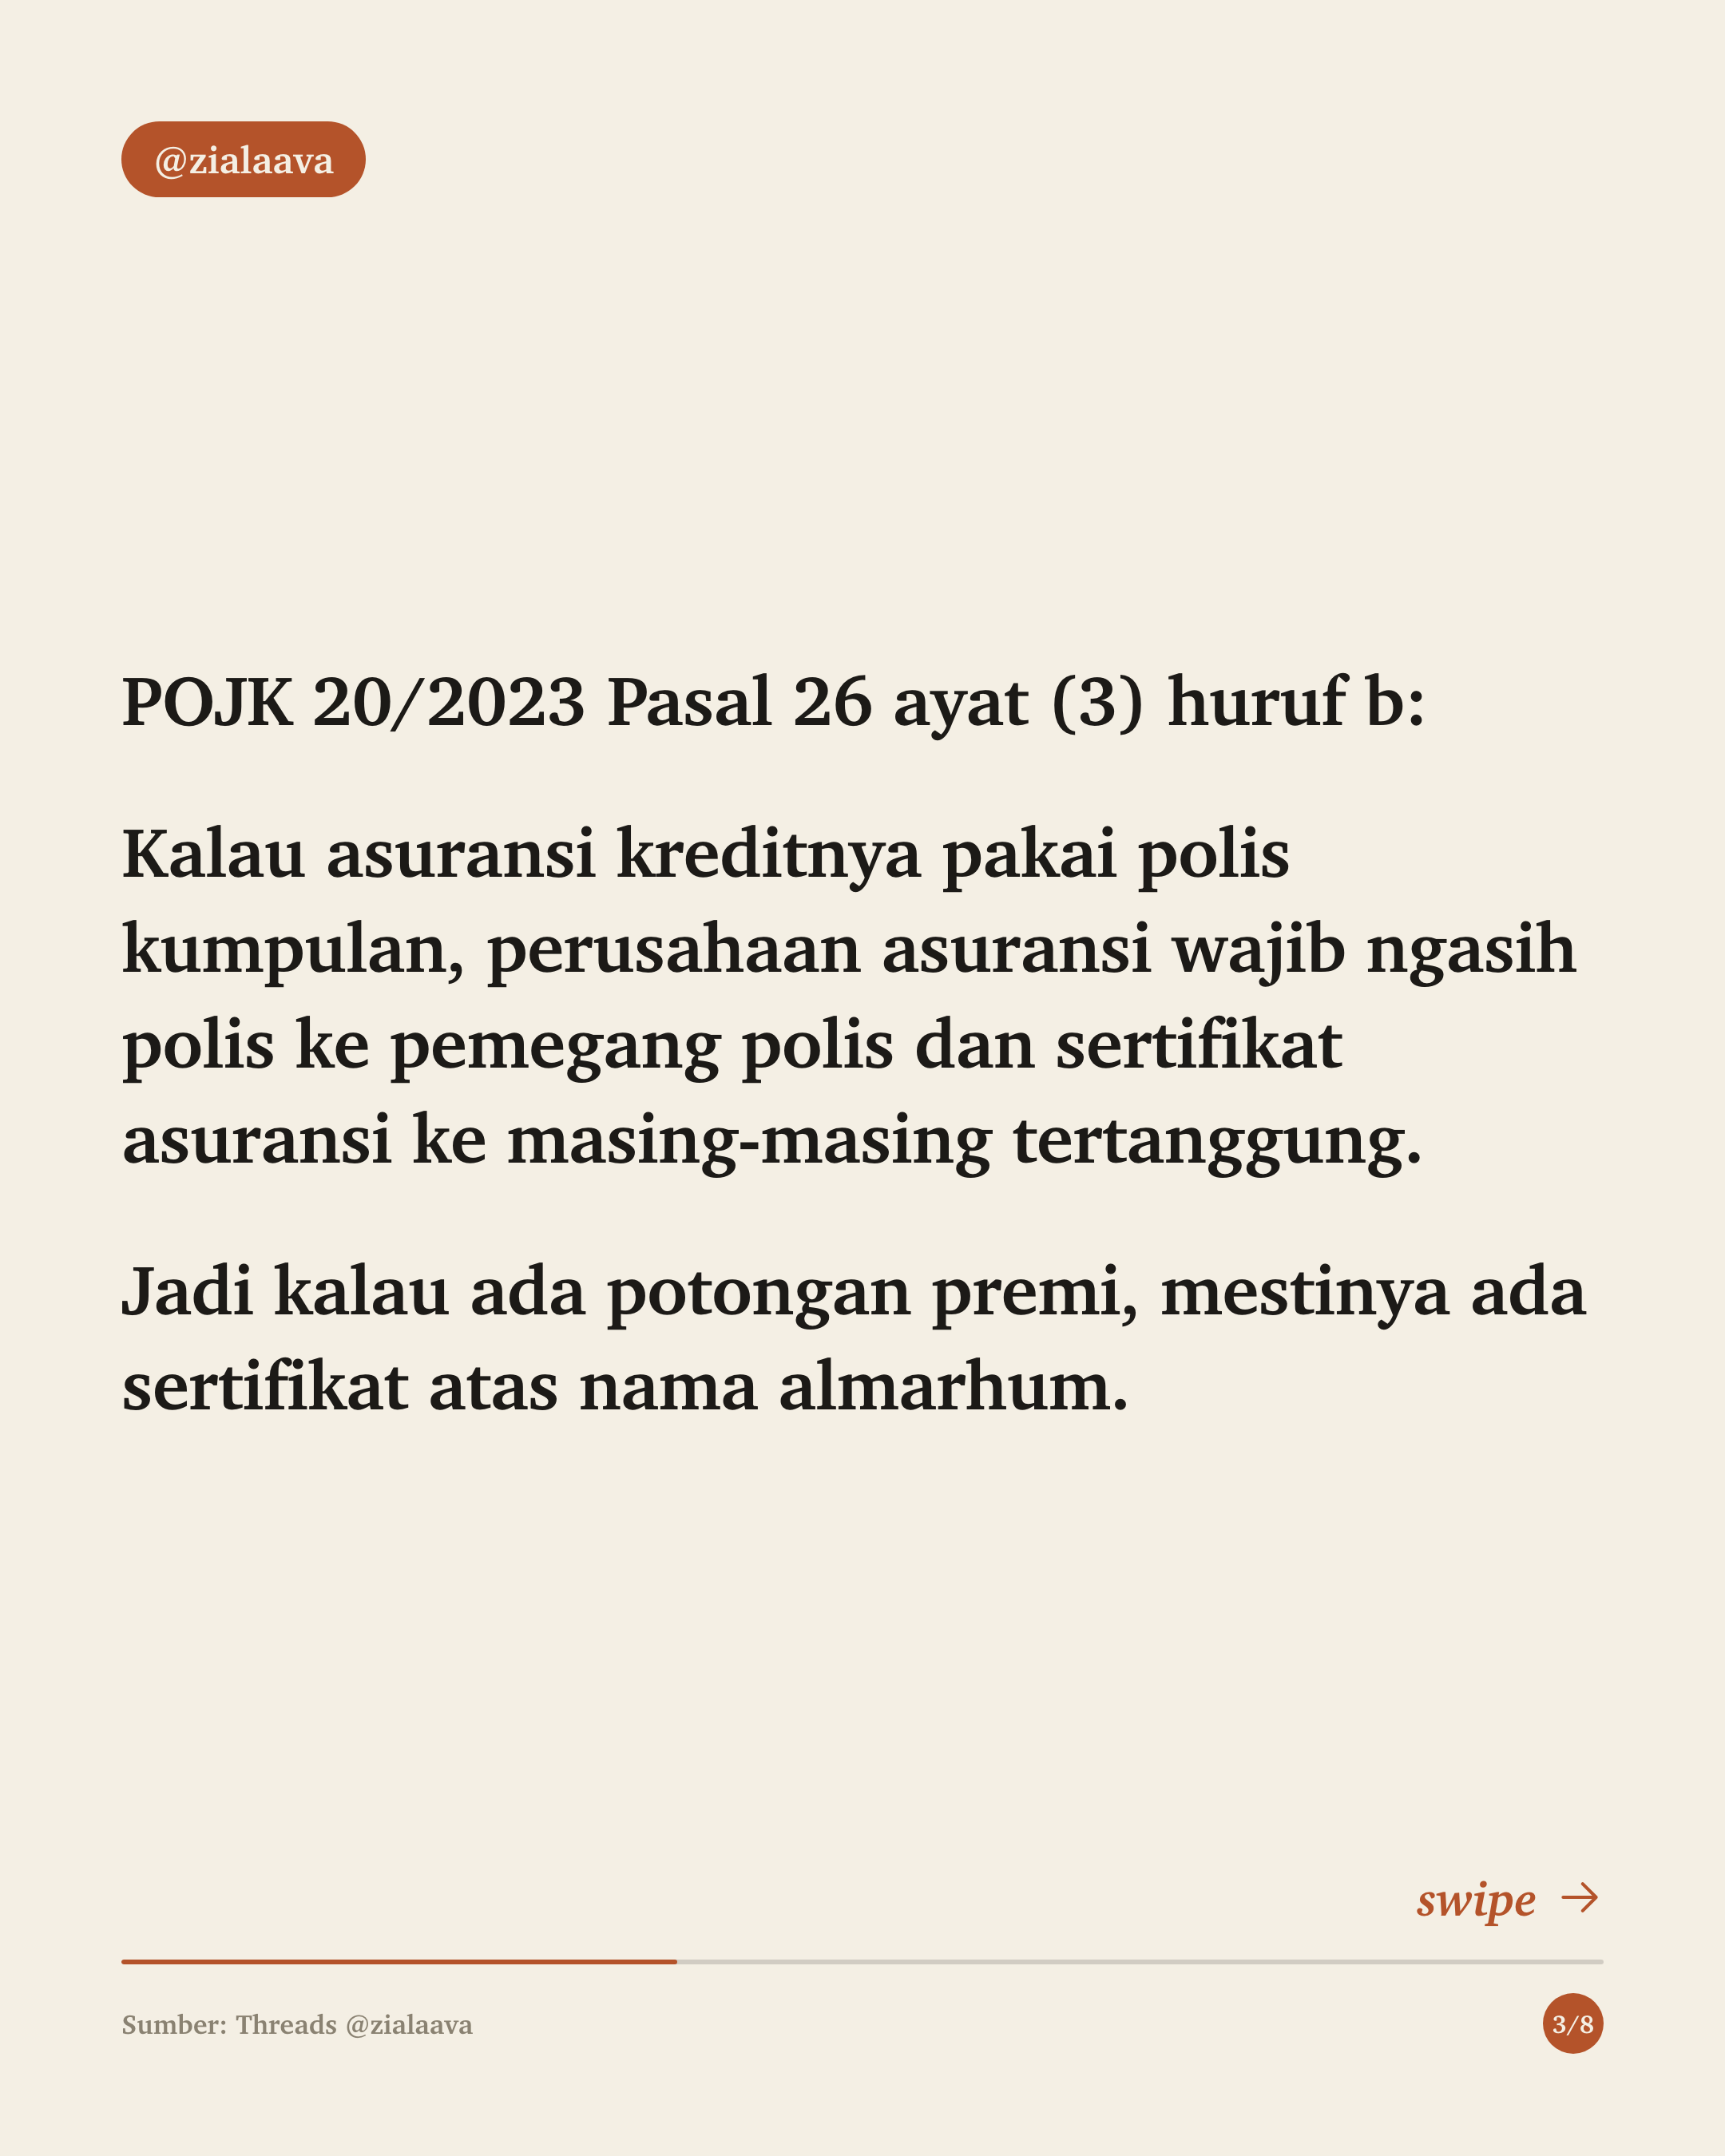 @zialaava
POJK 20/2023 Pasal 26 ayat (3) huruf b:
Kalau asuransi kreditnya pakai polis
kumpulan, perusahaan asuransi wajib ngasih
polis ke pemegang polis dan sertifikat
asuransi ke masing-masing tertanggung.
Jadi kalau ada potongan premi, mestinya ada
sertifikat atas nama almarhum.
swipe →
Sumber: Threads @zialaava
3/8